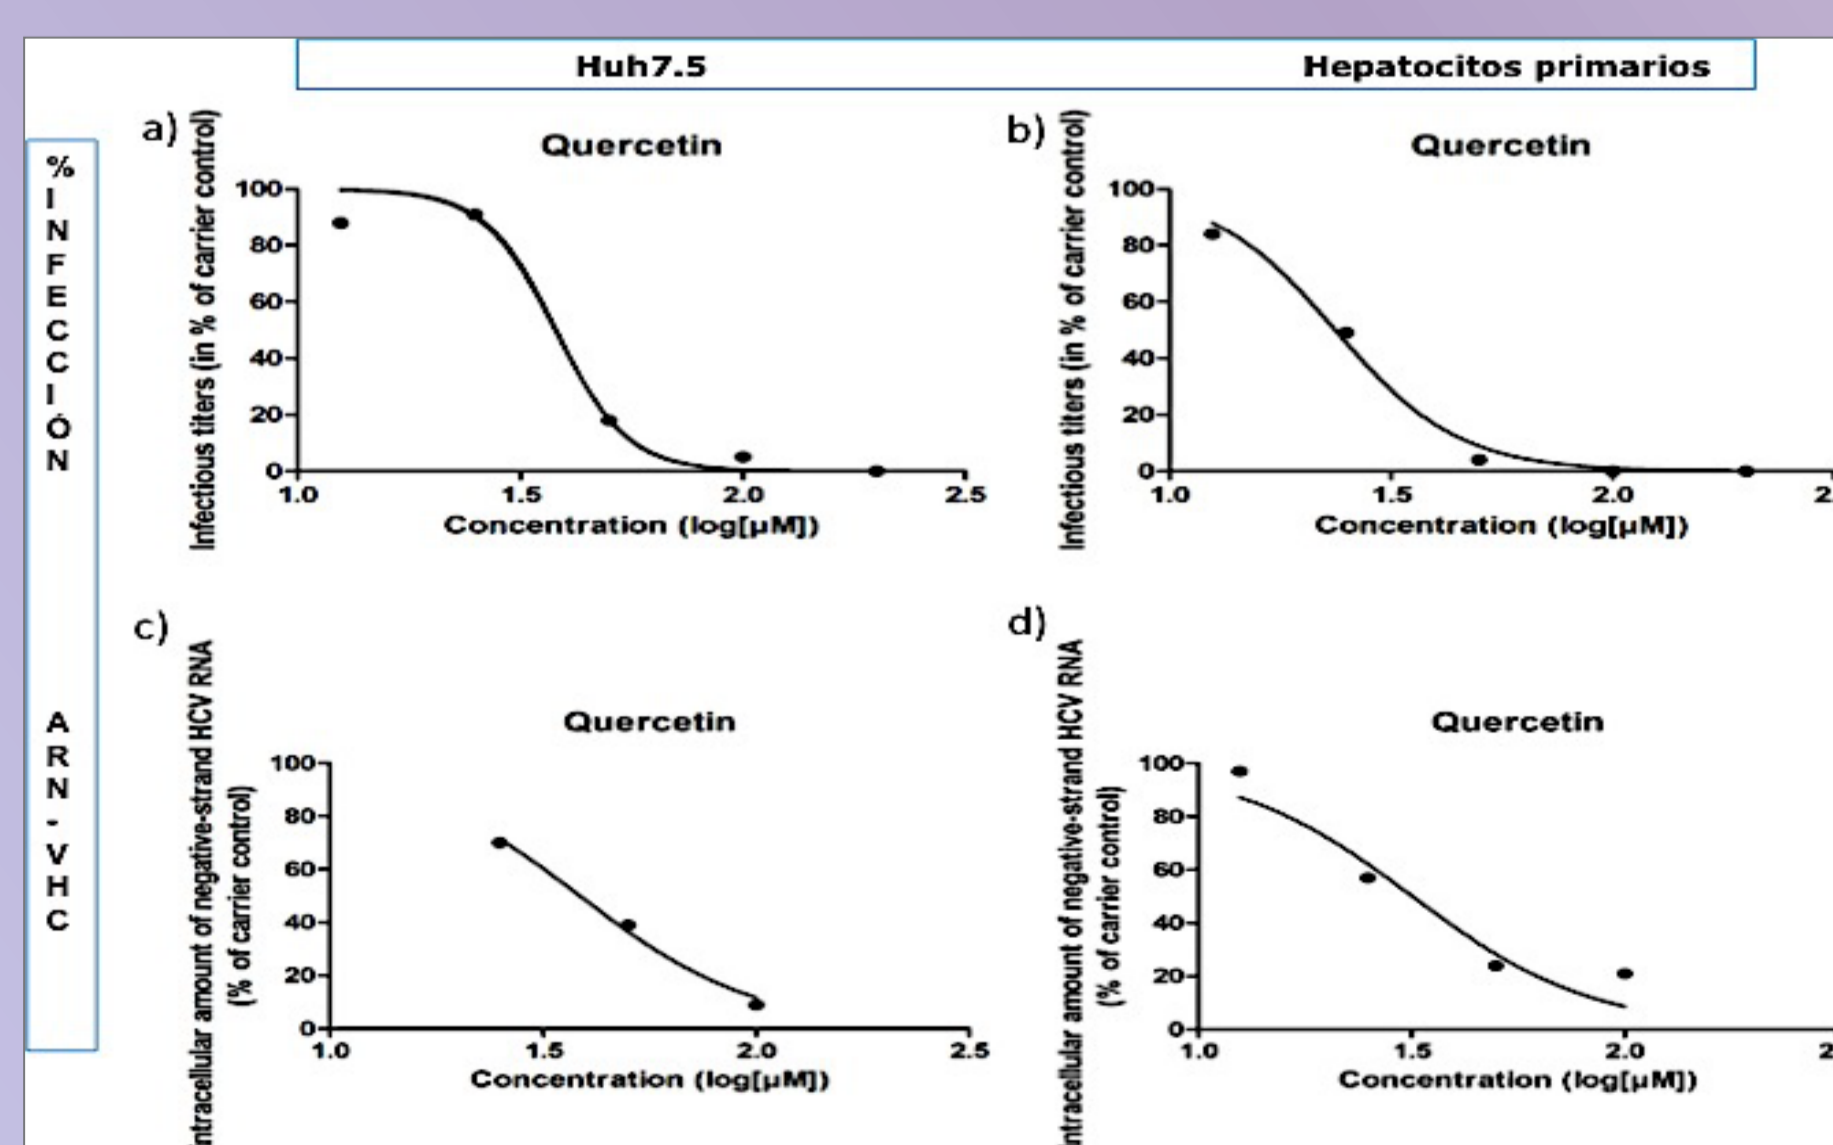 Huh7.5
Hepatocitos primarios
%
I
N
F
E
C
C
I
Ó
N
A
R
N
-
V
H
C
a)
Quercetin
Infectious titers (in % of carrier control)
100
80
60
40
20
0
1.0 1.5 2.0 2.5
Concentration (log[µM])
b)
Quercetin
Infectious titers (in % of carrier control)
100
80
60
40
20
0
1.0 1.5 2.0
Concentration (log[µM])
c)
Quercetin
ntracellular amount of negative-strand HCV RNA
(% of carrier control)
100
80
60
40
20
0
1.0 1.5 2.0 2.5
Concentration (log[µM])
d)
Quercetin
ntracellular amount of negative-strand HCV RNA
(% of carrier control)
100
80
60
40
20
0
1.0 1.5 2.0
Concentration (log[µM])